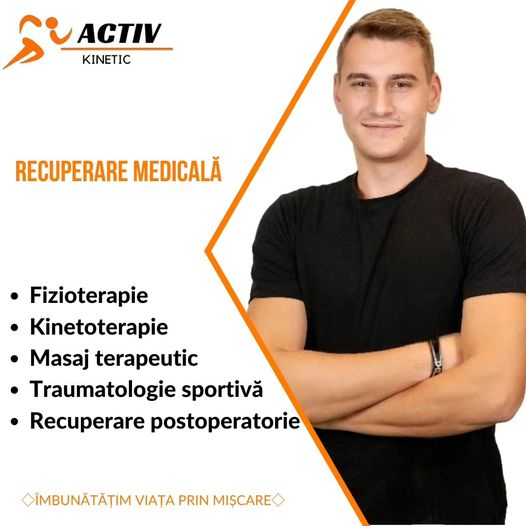 ACTIV
KINETIC
RECUPERARE MEDICALĂ
• Fizioterapie
• Kinetoterapie
• Masaj terapeutic
• Traumatologie sportivă
• Recuperare postoperatorie
◇ÎMBUNĂTĂȚIM VIAȚA PRIN MIȘCARE◇